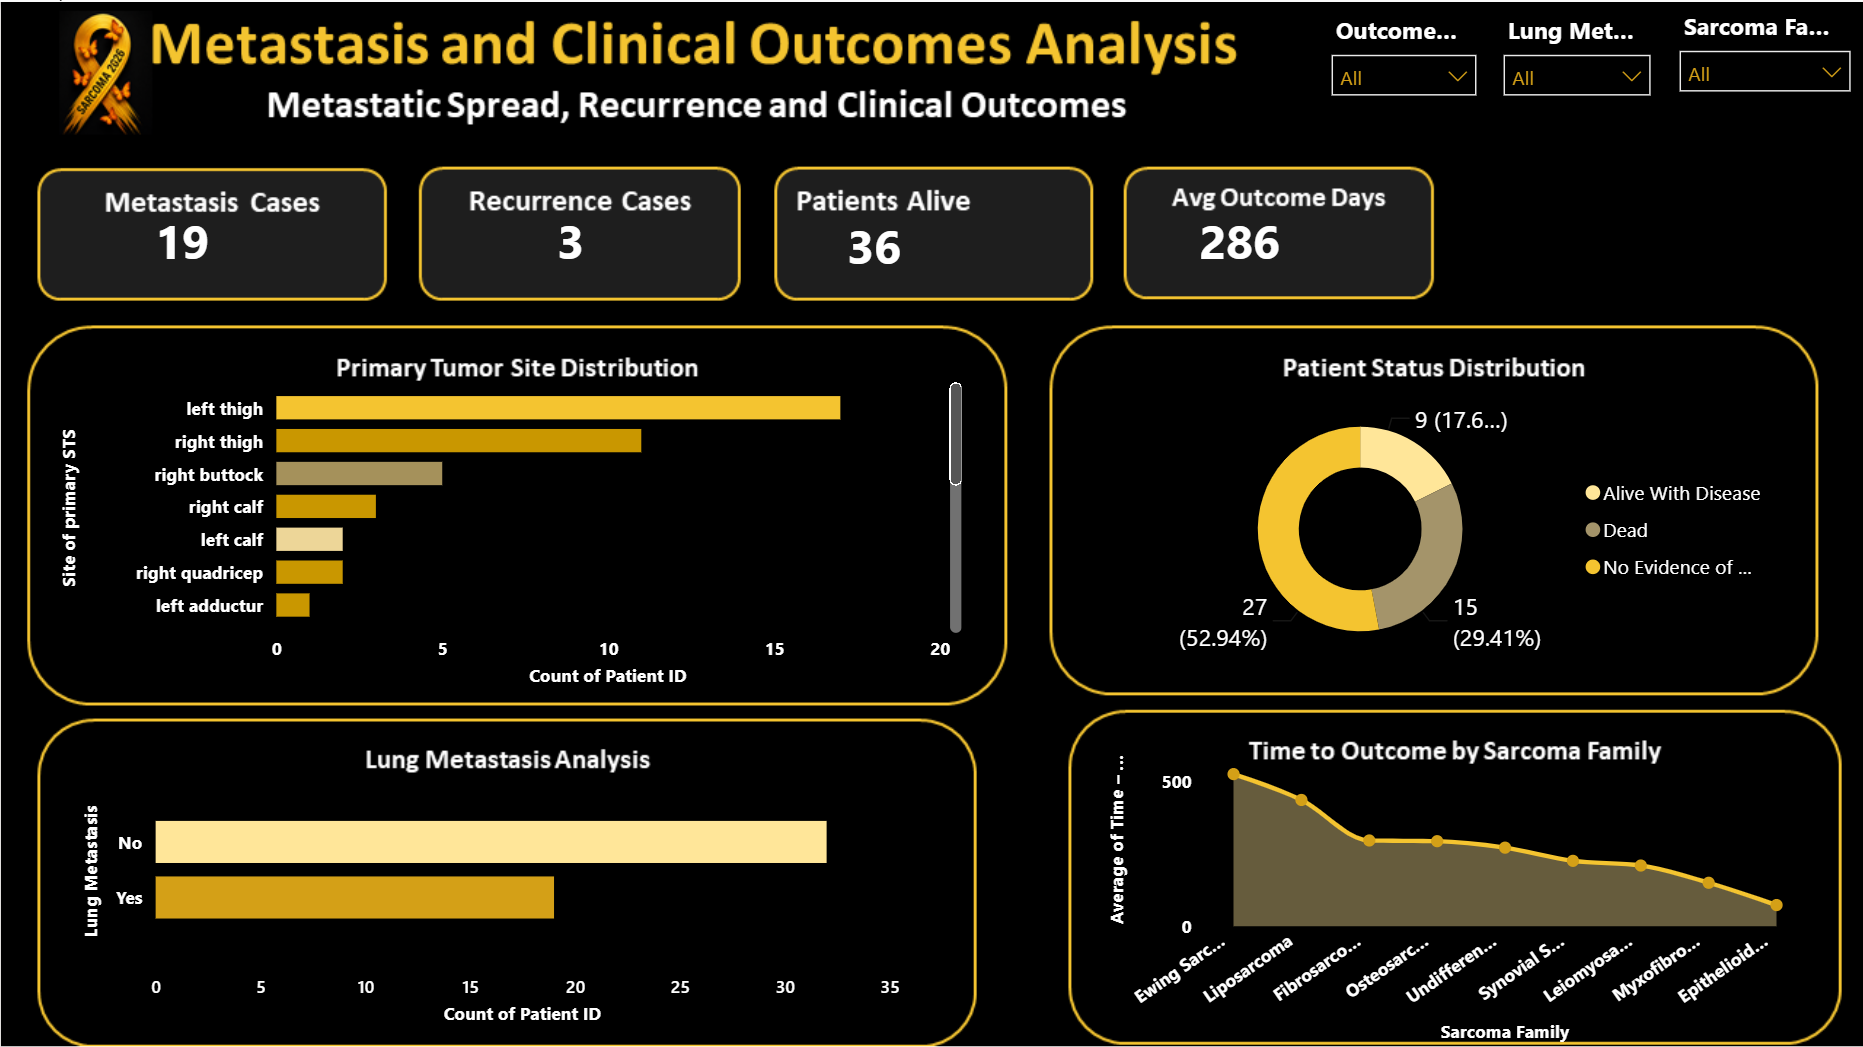 SARCOMA 2026
Metastasis and Clinical Outcomes Analysis
Metastatic Spread, Recurrence and Clinical Outcomes
Outcome...
All
Lung Met...
All
Sarcoma Fa...
All
Metastasis Cases
19
Recurrence Cases
3
Patients Alive
36
Avg Outcome Days
286
Primary Tumor Site Distribution
Site of primary STS
left thigh
right thigh
right buttock
right calf
left calf
right quadricep
left adductur
0 5 10 15 20
Count of Patient ID
Patient Status Distribution
9 (17.6...)
27
(52.94%)
15
(29.41%)
Alive With Disease
Dead
No Evidence of ...
Lung Metastasis Analysis
Lung Metastasis
No
Yes
0 5 10 15 20 25 30 35
Count of Patient ID
Time to Outcome by Sarcoma Family
Average of Time – ...
500
0
Ewing Sarc...
Liposarcoma
Fibrosarco...
Osteosarc...
Undifferen...
Synovial S...
Leiomyosa...
Myxofibro...
Epithelioid...
Sarcoma Family